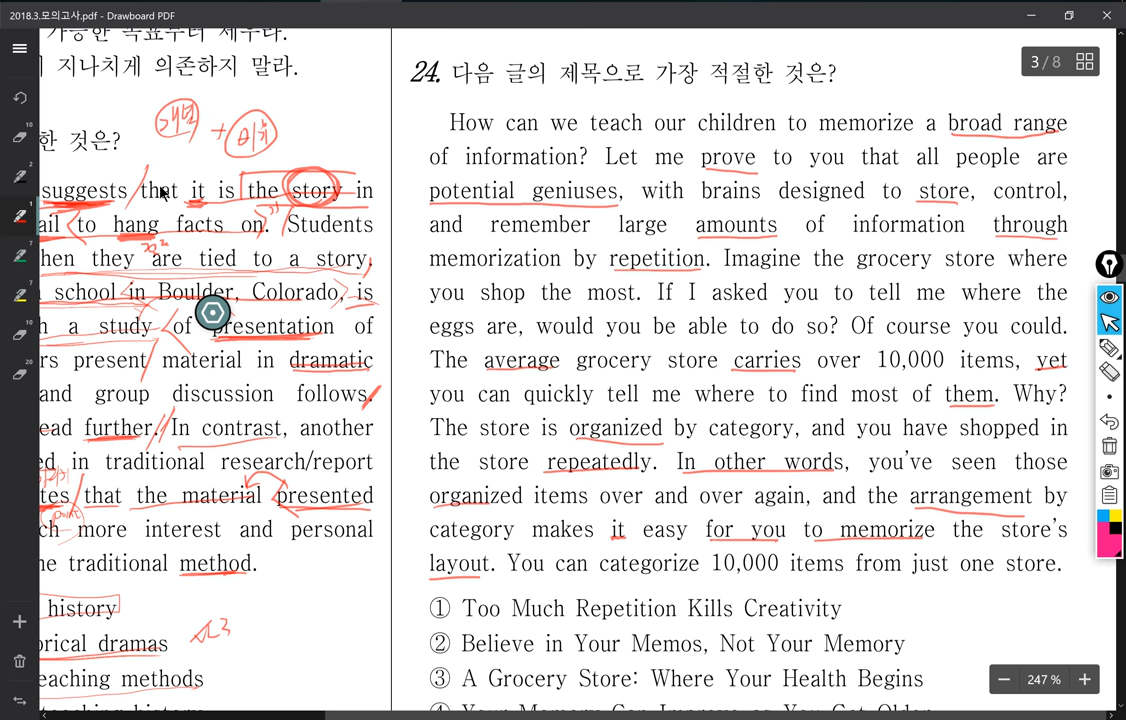 2018.3.모의고사.pdf - Drawboard PDF
가능한 목표부터 세우라.
지나치게 의존하지 말라.
한 것은?
개념 + 예시
suggests that it is the story in
ail to hang facts on. Students
hen they are tied to a story,
school in Boulder, Colorado, is
h a study of presentation of
rs present material in dramatic
and group discussion follows.
ead further. In contrast, another
ed in traditional research/report
tes that the material presented
point
ch more interest and personal
he traditional method.
history
orical dramas
eaching methods
24. 다음 글의 제목으로 가장 적절한 것은?
3 / 8
How can we teach our children to memorize a broad range
of information? Let me prove to you that all people are
potential geniuses, with brains designed to store, control,
and remember large amounts of information through
memorization by repetition. Imagine the grocery store where
you shop the most. If I asked you to tell me where the
eggs are, would you be able to do so? Of course you could.
The average grocery store carries over 10,000 items, yet
you can quickly tell me where to find most of them. Why?
The store is organized by category, and you have shopped in
the store repeatedly. In other words, you've seen those
organized items over and over again, and the arrangement by
category makes it easy for you to memorize the store's
layout. You can categorize 10,000 items from just one store.
① Too Much Repetition Kills Creativity
② Believe in Your Memos, Not Your Memory
③ A Grocery Store: Where Your Health Begins
④ Your Memory Can Improve as You Get Older
247 %